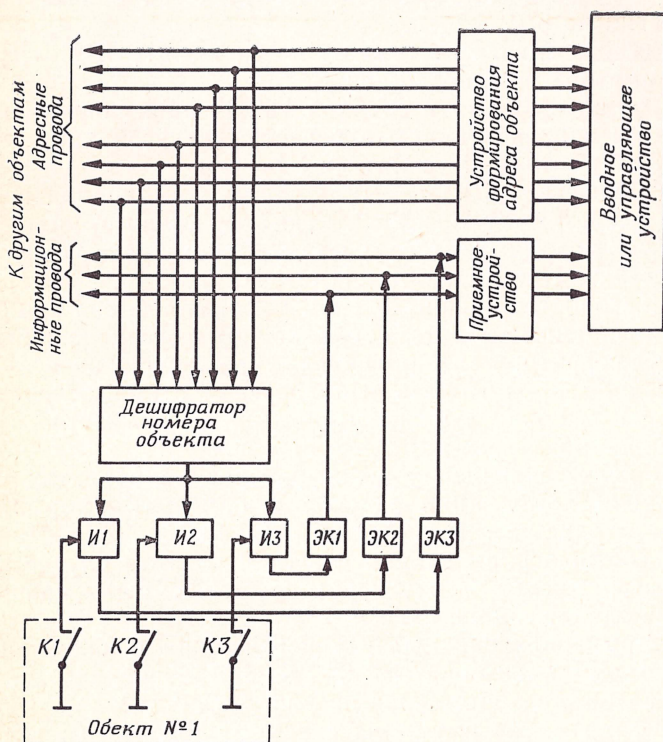 К другим объектам
Адресные
провода
Информацион-
ные провода
Устройство
формирования
адреса объекта
Приемное
устрой-
ство
Вводное
или управляющее
устройство
Дешифратор
номера
объекта
И1
И2
И3
ЭК1
ЭК2
ЭК3
К1
К2
К3
Обект №1